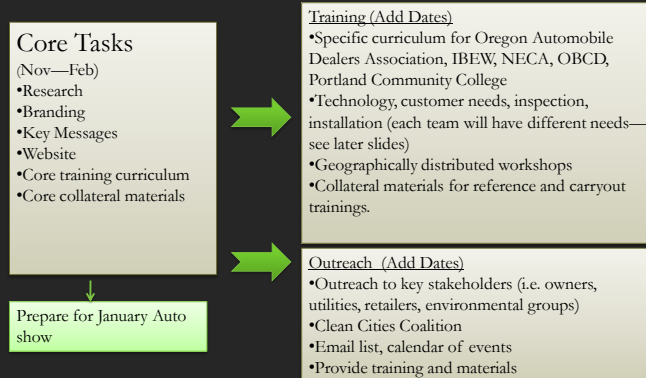 Core Tasks
(Nov—Feb)
•Research
•Branding
•Key Messages
•Website
•Core training curriculum
•Core collateral materials
Prepare for January Auto
show
Training (Add Dates)
•Specific curriculum for Oregon Automobile
Dealers Association, IBEW, NECA, OBCD,
Portland Community College
•Technology, customer needs, inspection,
installation (each team will have different needs—
see later slides)
•Geographically distributed workshops
•Collateral materials for reference and carryout
trainings.
Outreach (Add Dates)
•Outreach to key stakeholders (i.e. owners,
utilities, retailers, environmental groups)
•Clean Cities Coalition
•Email list, calendar of events
•Provide training and materials